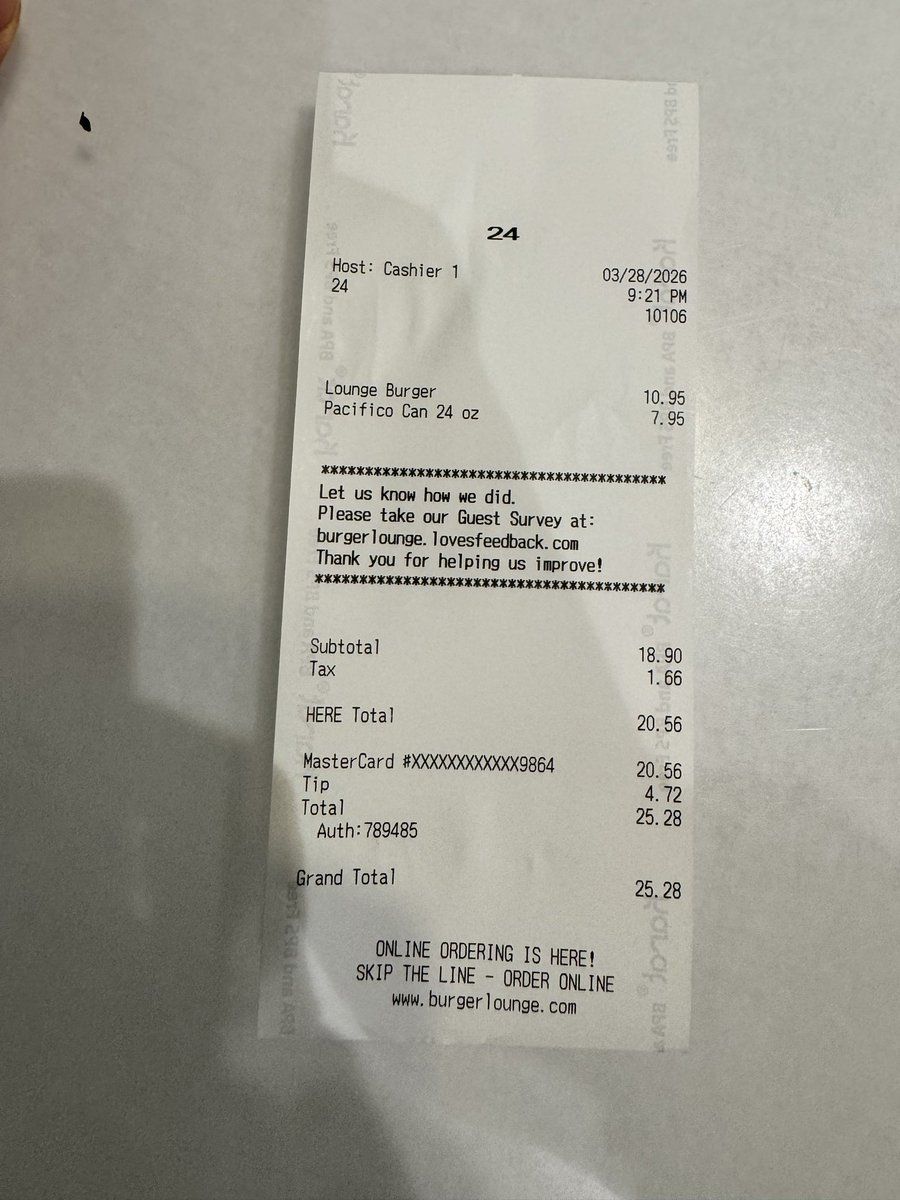 24
Host: Cashier 1 03/28/2026
24 9:21 PM
10106
Lounge Burger 10.95
Pacifico Can 24 oz 7.95
****************************************
Let us know how we did.
Please take our Guest Survey at:
burgerlounge.lovesfeedback.com
Thank you for helping us improve!
****************************************
Subtotal 18.90
Tax 1.66
HERE Total 20.56
MasterCard #XXXXXXXXXXXX9864 20.56
Tip 4.72
Total 25.28
Auth:789485
Grand Total 25.28
ONLINE ORDERING IS HERE!
SKIP THE LINE - ORDER ONLINE
www.burgerlounge.com